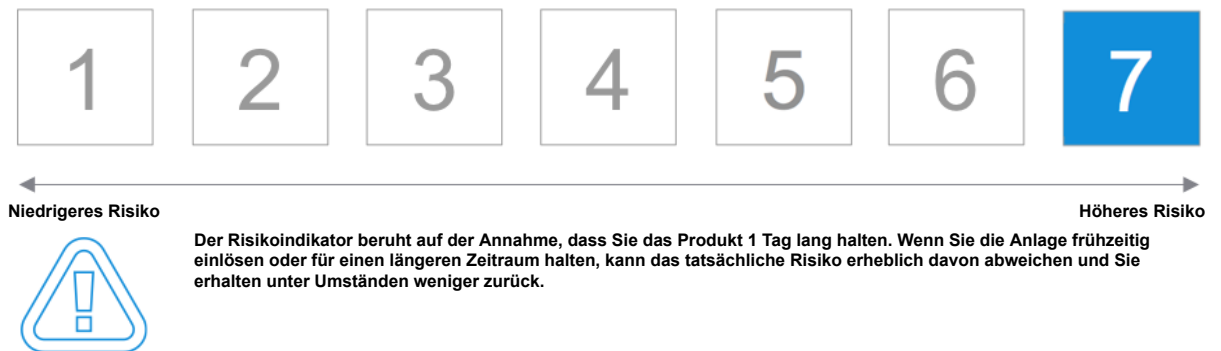 1 2 3 4 5 6 7
Niedrigeres Risiko Höheres Risiko
Der Risikoindikator beruht auf der Annahme, dass Sie das Produkt 1 Tag lang halten. Wenn Sie die Anlage frühzeitig
einlösen oder für einen längeren Zeitraum halten, kann das tatsächliche Risiko erheblich davon abweichen und Sie
erhalten unter Umständen weniger zurück.